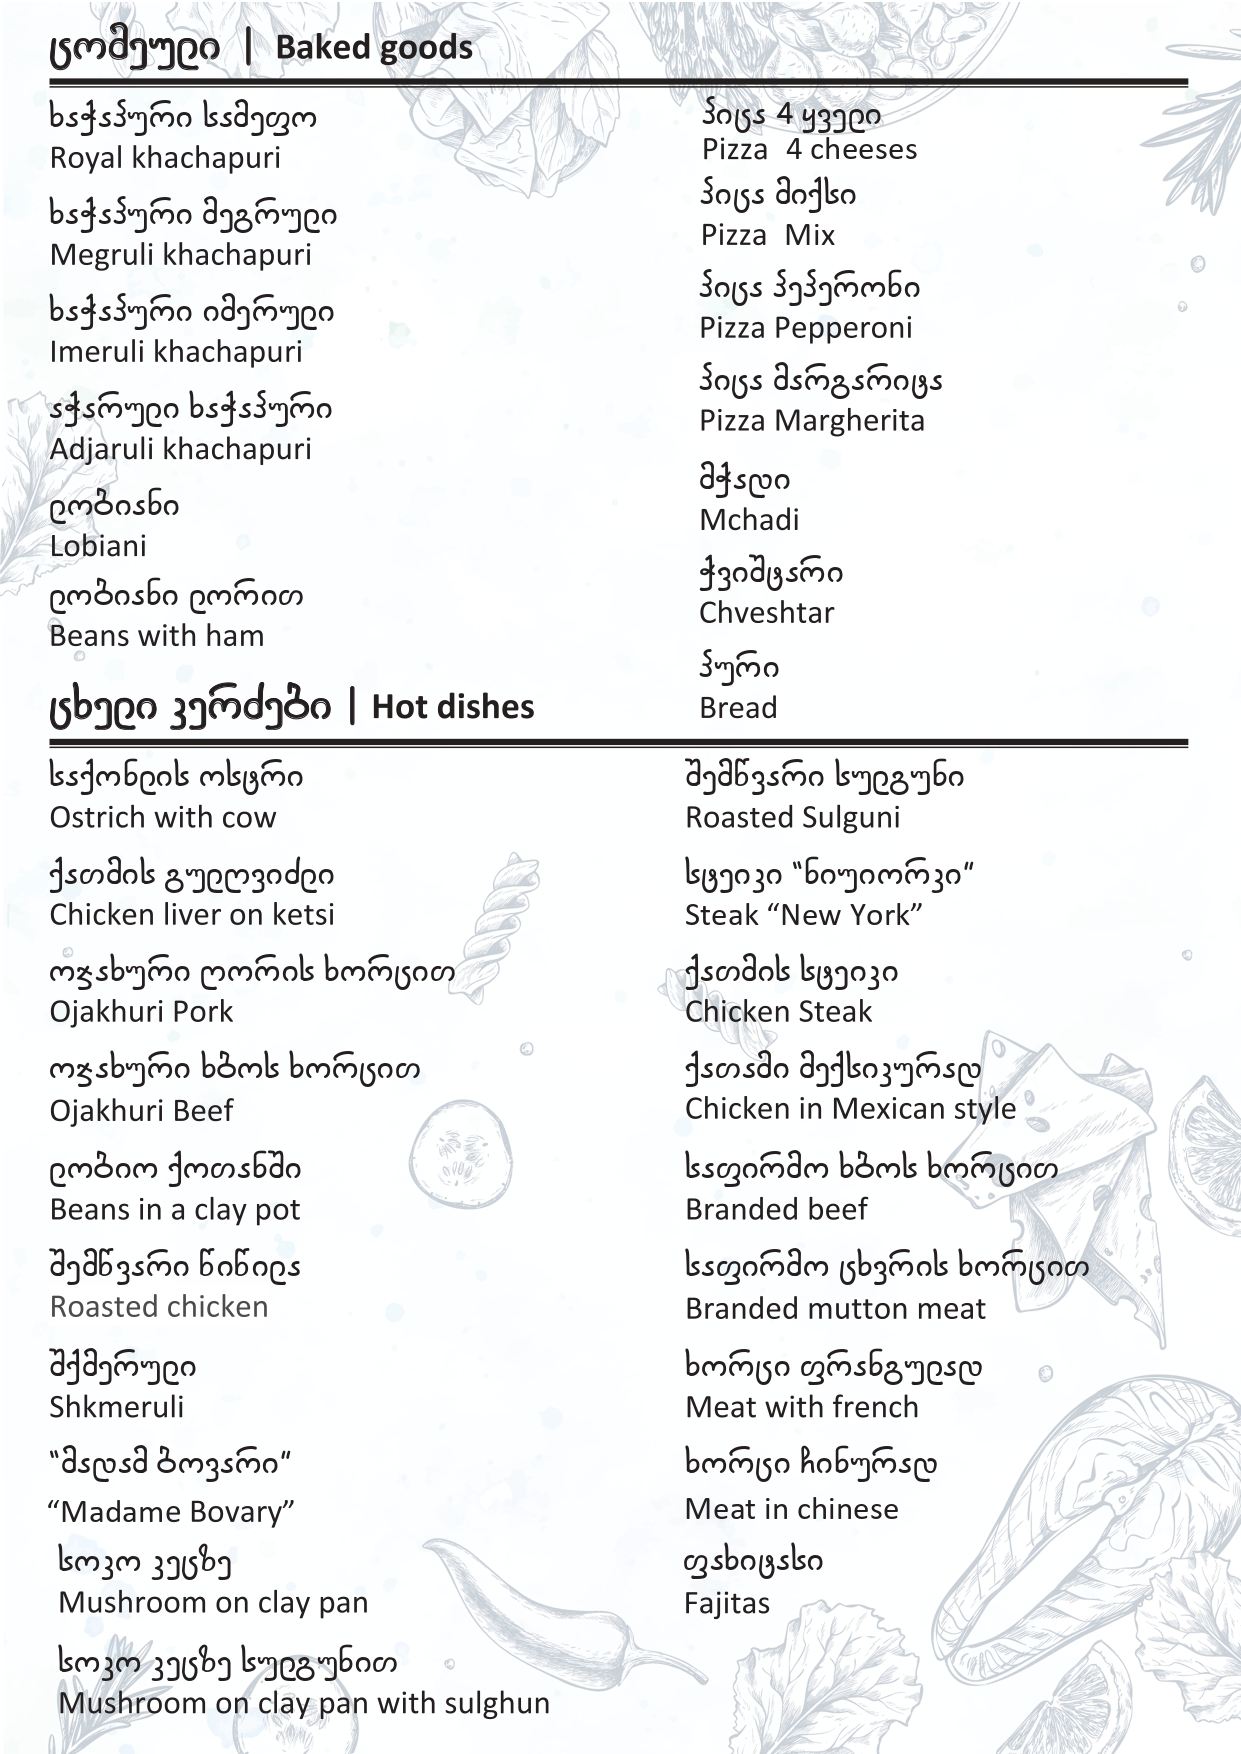 ცომეული | Baked goods
ხაჭაპური სამეფო
Royal khachapuri
ხაჭაპური მეგრული
Megruli khachapuri
ხაჭაპური იმერული
Imeruli khachapuri
აჭარული ხაჭაპური
Adjaruli khachapuri
ლობიანი
Lobiani
ლობიანი ლორით
Beans with ham
პიცა 4 ყველი
Pizza 4 cheeses
პიცა მიქსი
Pizza Mix
პიცა პეპერონი
Pizza Pepperoni
პიცა მარგარიტა
Pizza Margherita
მჭადი
Mchadi
ჭვიშტარი
Chveshtar
პური
Bread
ცხელი კერძები | Hot dishes
საქონლის ოსტრი
Ostrich with cow
ქათმის გულღვიძლი
Chicken liver on ketsi
ოჯახური ღორის ხორცით
Ojakhuri Pork
ოჯახური ხბოს ხორცით
Ojakhuri Beef
ლობიო ქოთანში
Beans in a clay pot
შემწვარი წიწილა
Roasted chicken
შქმერული
Shkmeruli
"მადამ ბოვარი"
“Madame Bovary”
სოკო კეცზე
Mushroom on clay pan
სოკო კეცზე სულგუნით
Mushroom on clay pan with sulghun
შემწვარი სულგუნი
Roasted Sulguni
სტეიკი "ნიუიორკი"
Steak “New York”
ქათმის სტეიკი
Chicken Steak
ქათამი მექსიკურად
Chicken in Mexican style
საფირმო ხბოს ხორცით
Branded beef
საფირმო ცხვრის ხორცით
Branded mutton meat
ხორცი ფრანგულად
Meat with french
ხორცი ჩინურად
Meat in chinese
ფახიტასი
Fajitas